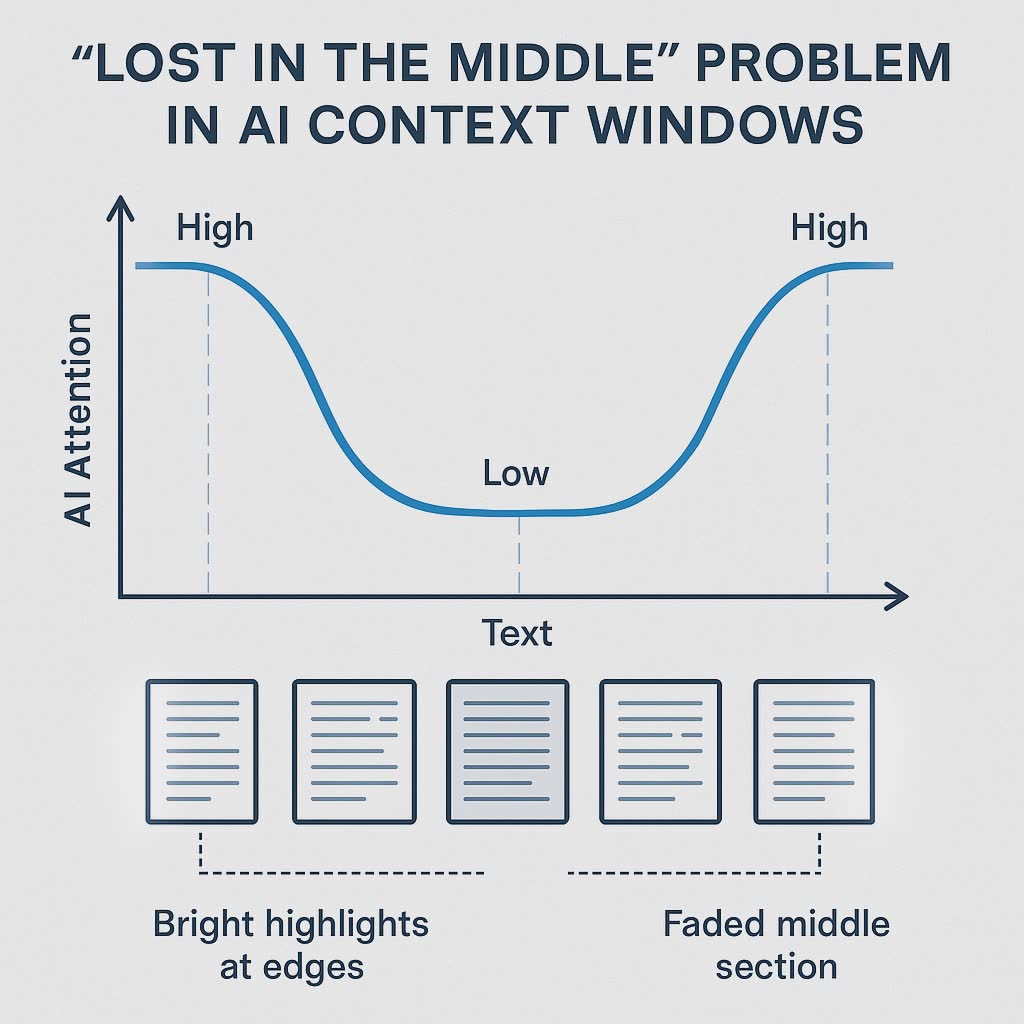 “LOST IN THE MIDDLE” PROBLEM
IN AI CONTEXT WINDOWS
High
High
AI Attention
Low
Text
Bright highlights
at edges
Faded middle
section